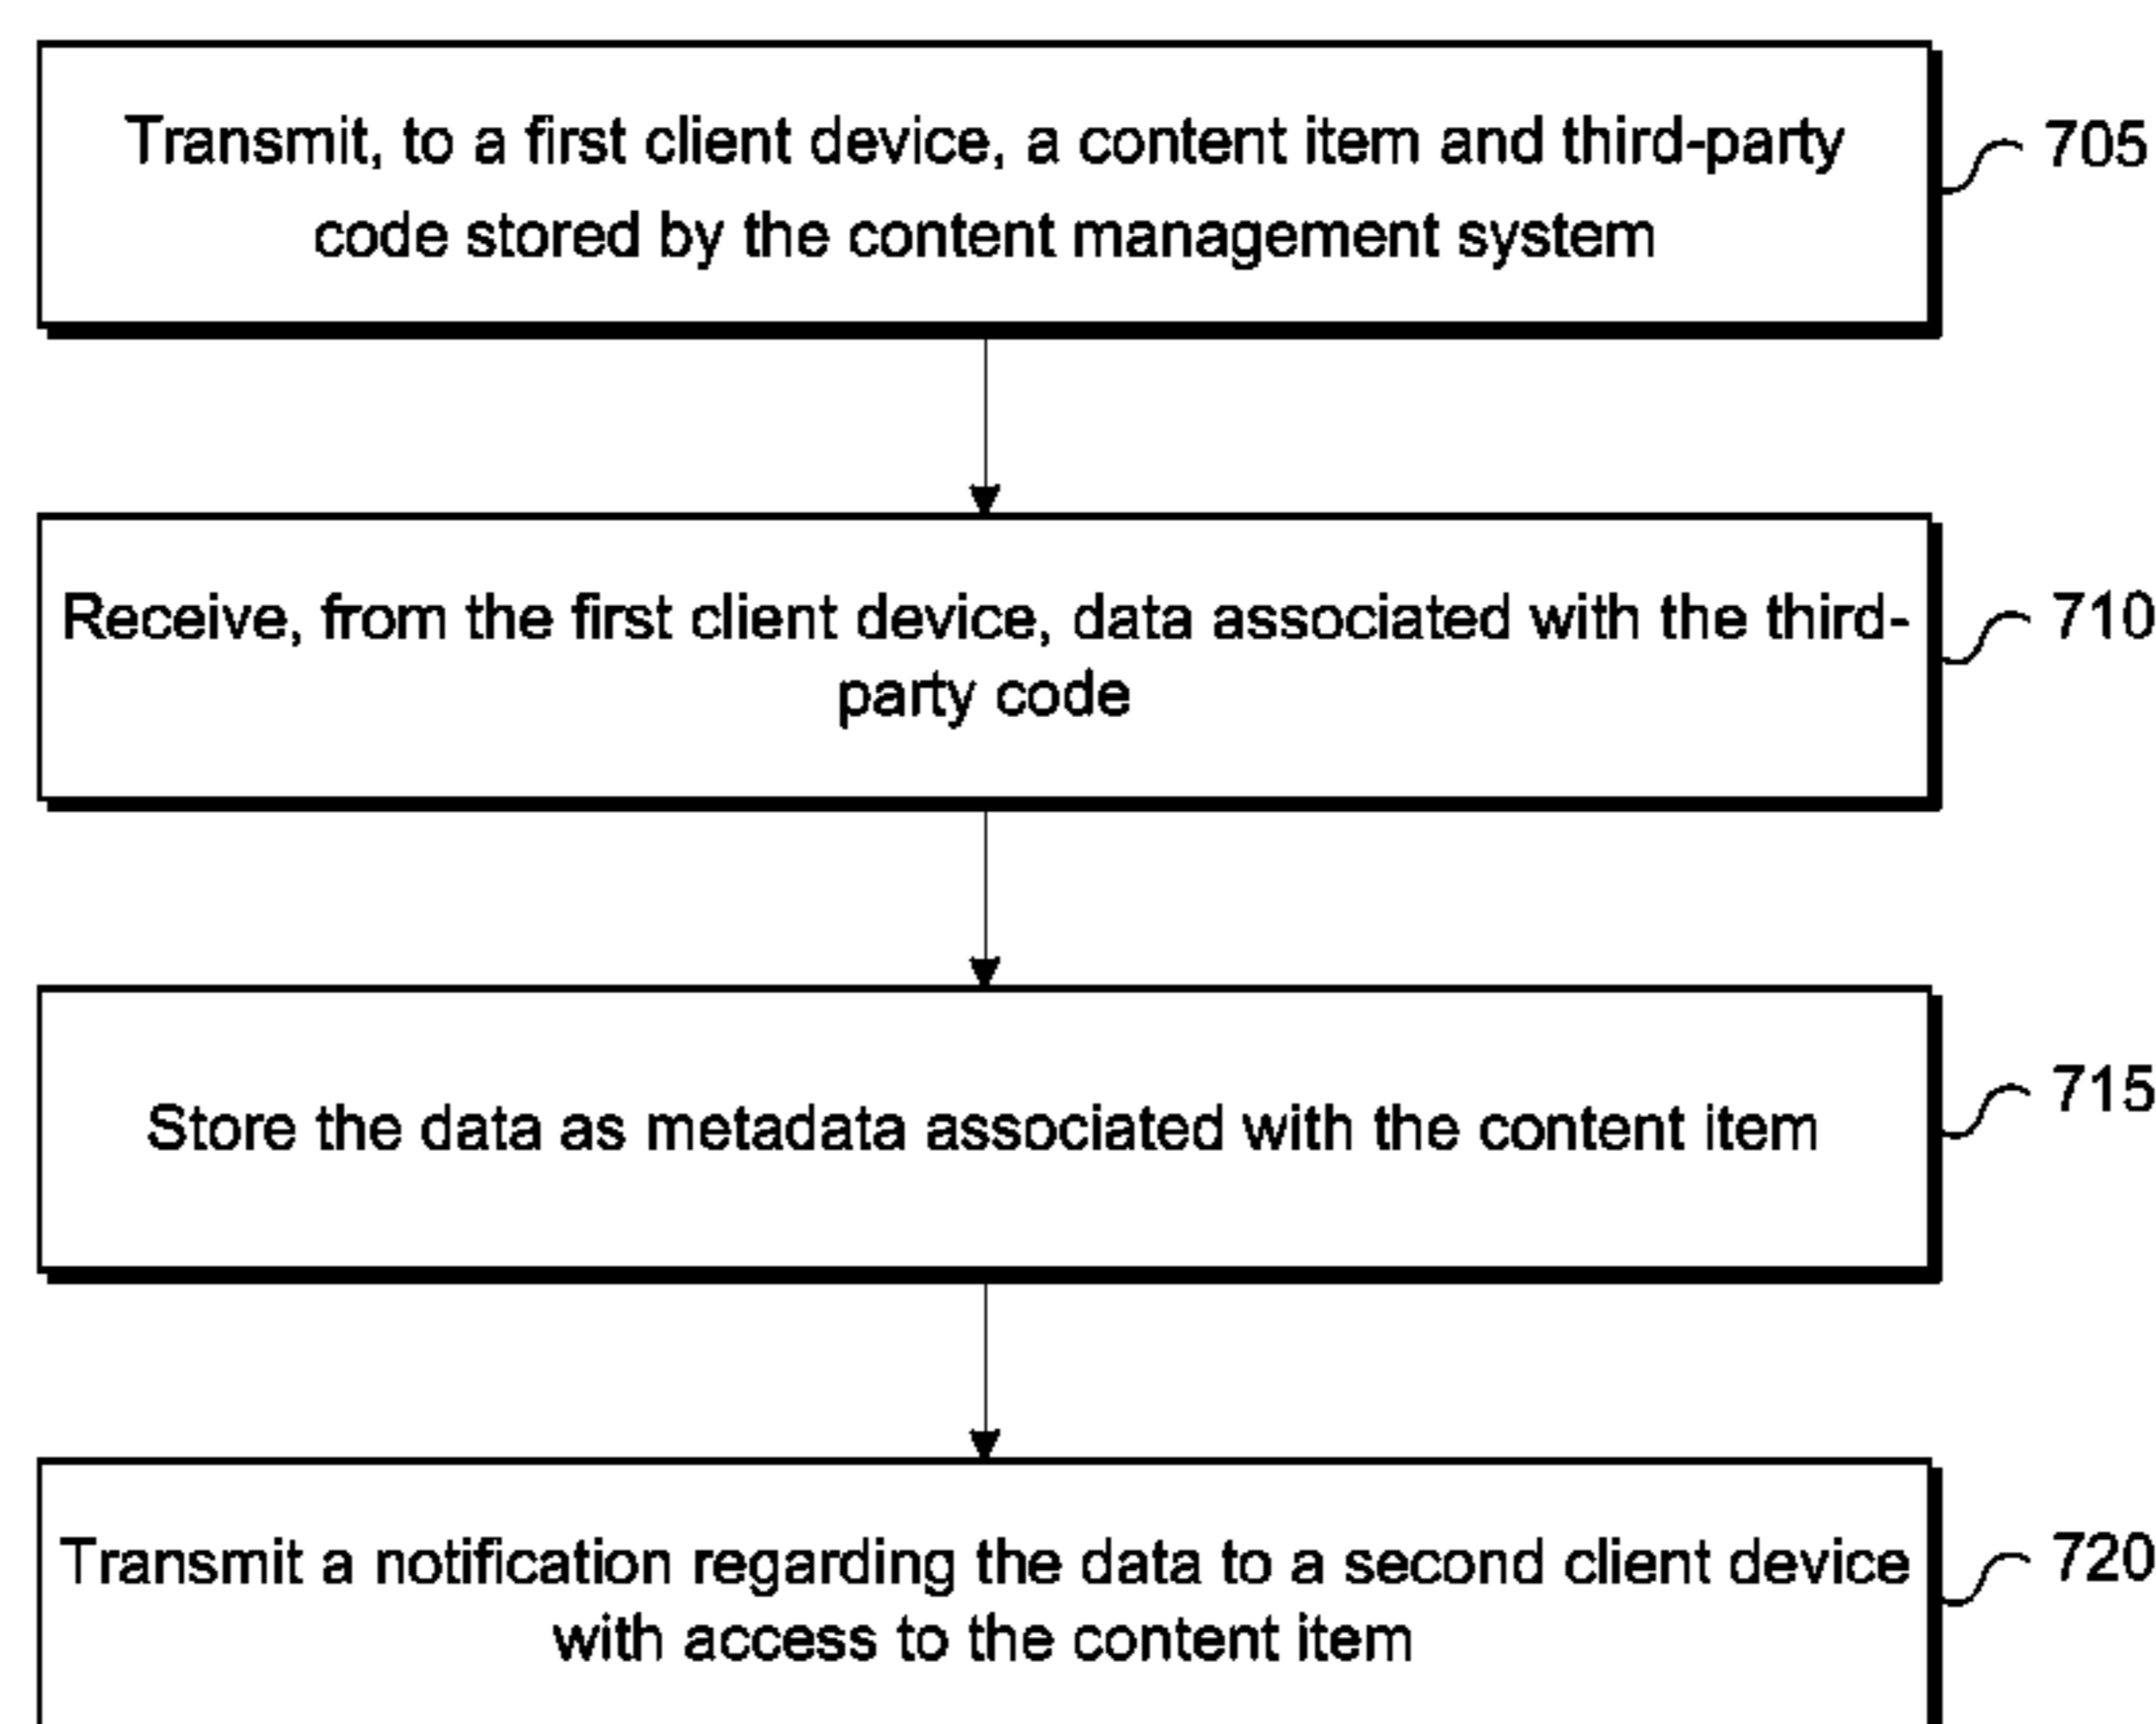 Transmit, to a first client device, a content item and third-party
code stored by the content management system
705
Receive, from the first client device, data associated with the third-
party code
710
Store the data as metadata associated with the content item
715
Transmit a notification regarding the data to a second client device
with access to the content item
720